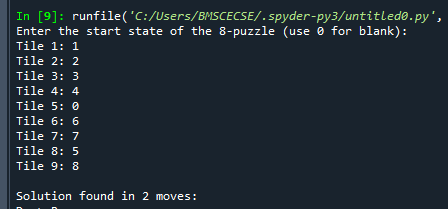 In [9]: runfile('C:/Users/BMSCECSE/.spyder-py3/untitled0.py',
Enter the start state of the 8-puzzle (use 0 for blank):
Tile 1: 1
Tile 2: 2
Tile 3: 3
Tile 4: 4
Tile 5: 0
Tile 6: 6
Tile 7: 7
Tile 8: 5
Tile 9: 8
Solution found in 2 moves: